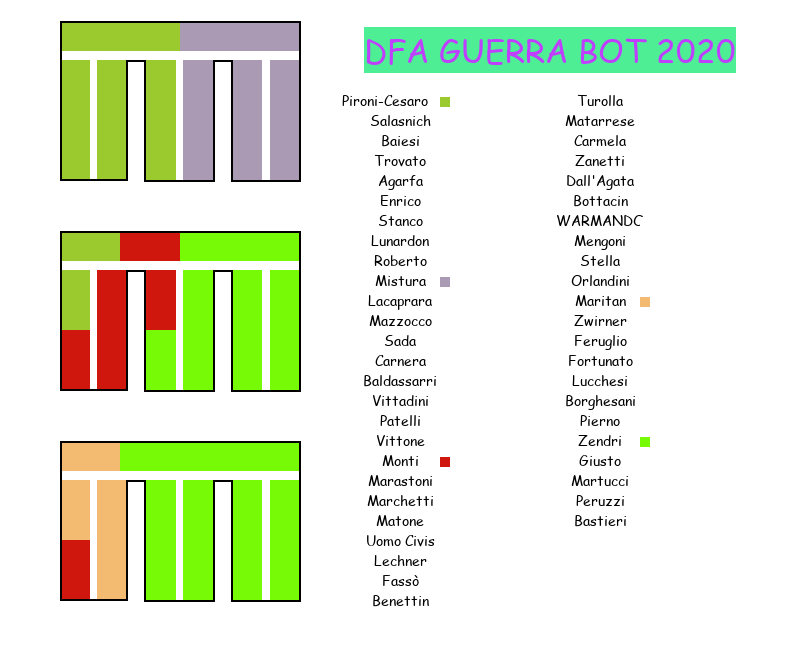 DFA GUERRA BOT 2020
Pironi-Cesaro
Salasnich
Baiesi
Trovato
Agarfa
Enrico
Stanco
Lunardon
Roberto
Mistura
Lacaprara
Mazzocco
Sada
Carnera
Baldassarri
Vittadini
Patelli
Vittone
Monti
Marastoni
Marchetti
Matone
Uomo Civis
Lechner
Fassò
Benettin
Turolla
Matarrese
Carmela
Zanetti
Dall'Agata
Bottacin
WARMANDC
Mengoni
Stella
Orlandini
Maritan
Zwirner
Feruglio
Fortunato
Lucchesi
Borghesani
Pierno
Zendri
Giusto
Martucci
Peruzzi
Bastieri